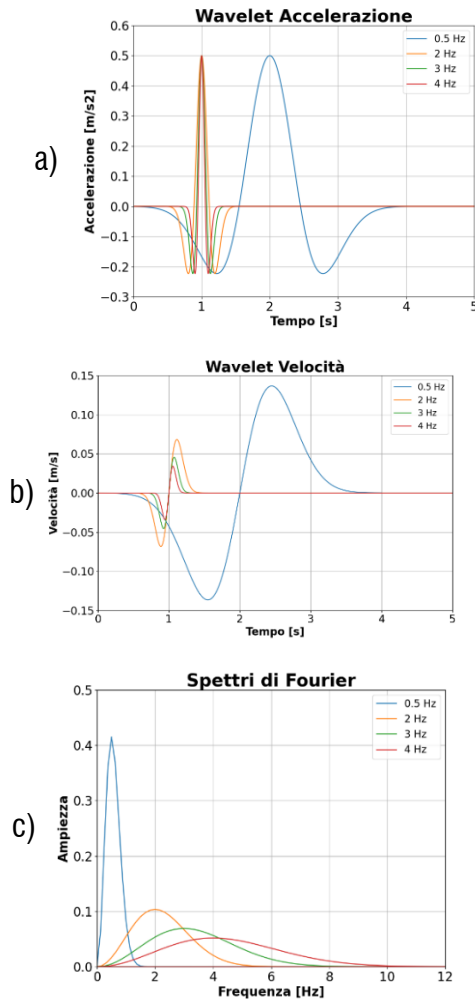 Wavelet Accelerazione
a)
Accelerazione [m/s2]
0.6
0.5
0.4
0.3
0.2
0.1
0.0
−0.1
−0.2
−0.3
0.5 Hz
2 Hz
3 Hz
4 Hz
0 1 2 3 4 5
Tempo [s]
Wavelet Velocità
b)
Velocità [m/s]
0.15
0.10
0.05
0.00
−0.05
−0.10
−0.15
0.5 Hz
2 Hz
3 Hz
4 Hz
0 1 2 3 4 5
Tempo [s]
Spettri di Fourier
c)
Ampiezza
0.5
0.4
0.3
0.2
0.1
0.0
0.5 Hz
2 Hz
3 Hz
4 Hz
0 2 4 6 8 10 12
Frequenza [Hz]